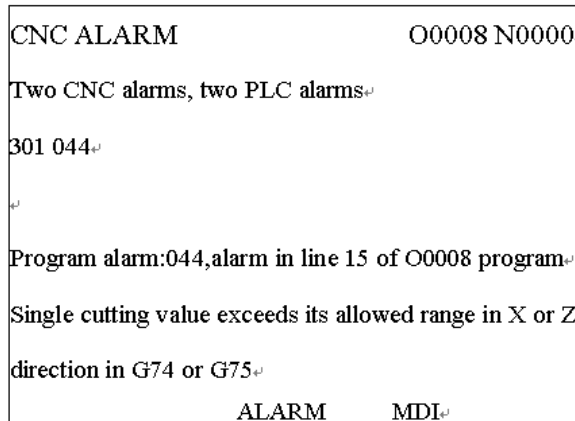 CNC ALARM O0008 N0000
Two CNC alarms, two PLC alarms↵
301 044↵
↵
Program alarm:044,alarm in line 15 of O0008 program↵
Single cutting value exceeds its allowed range in X or Z
direction in G74 or G75↵
ALARM MDI↵